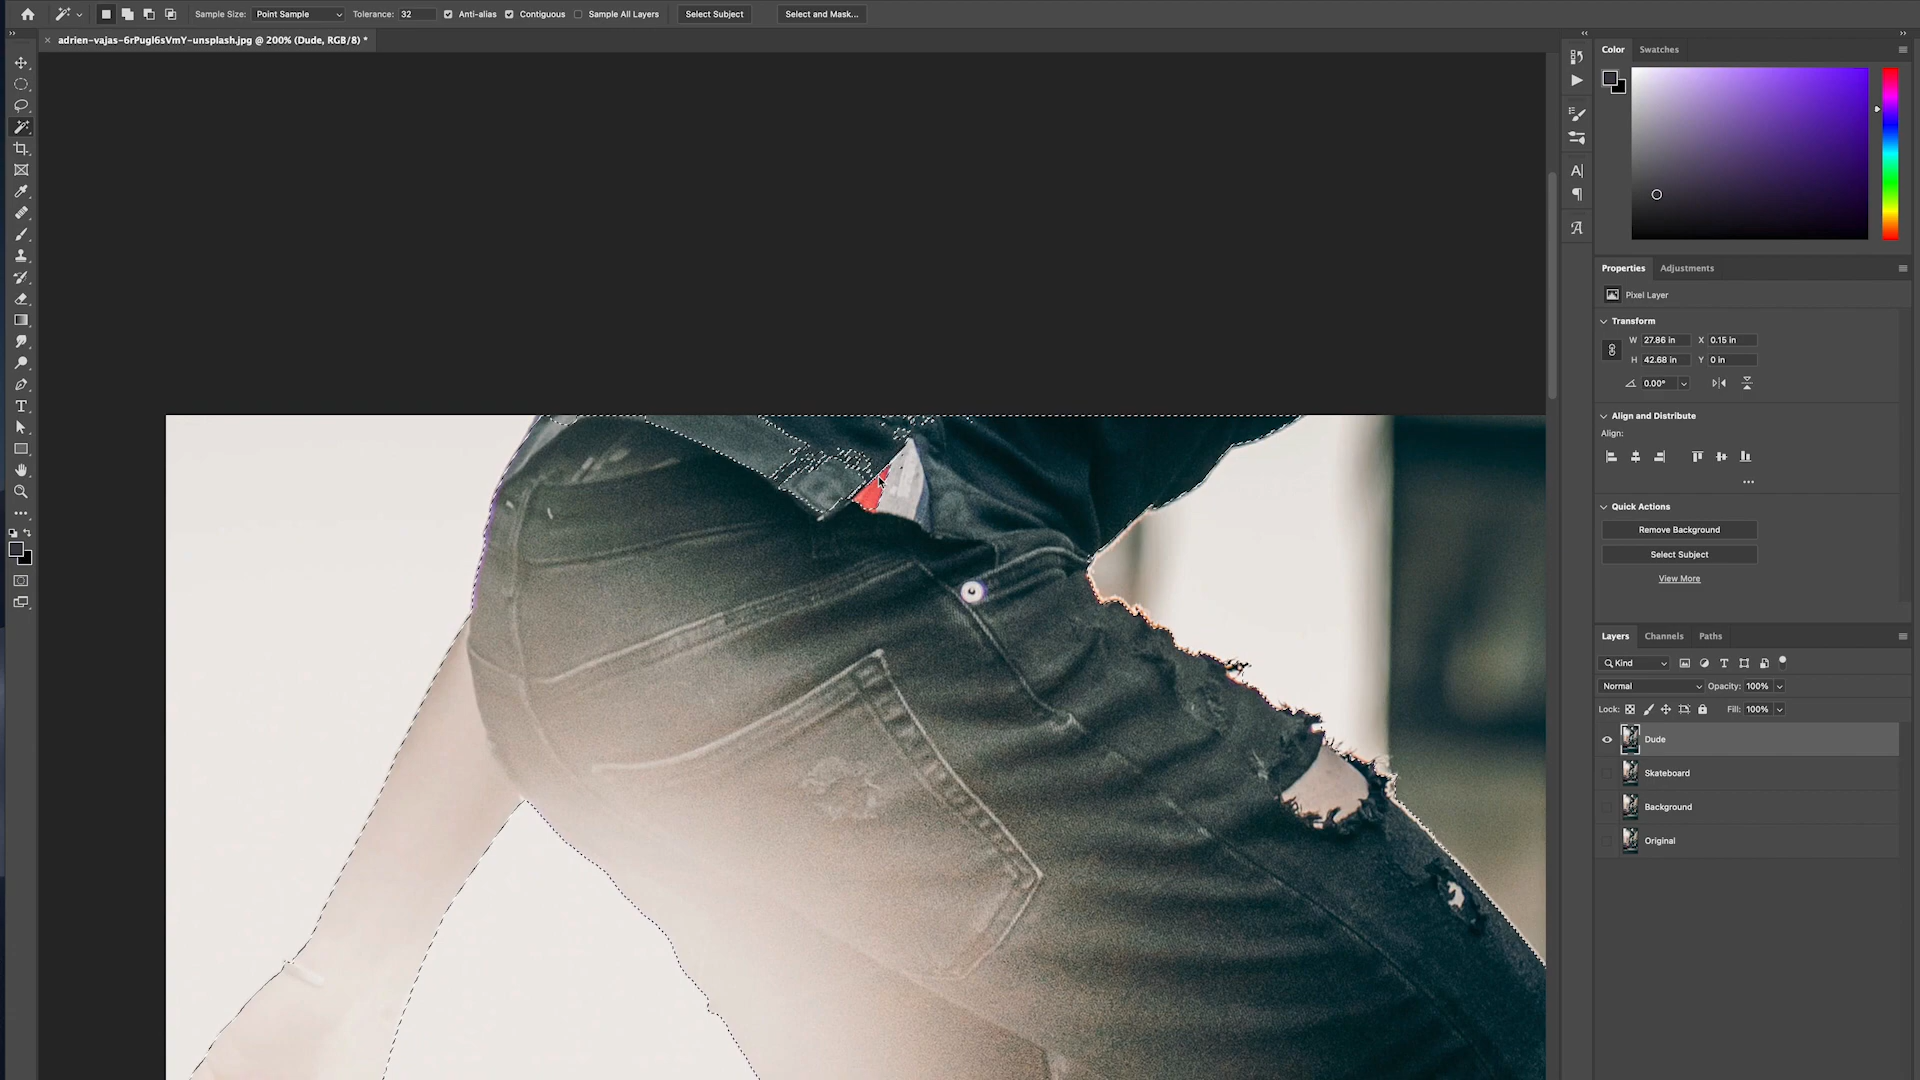 Sample Size: Point Sample Tolerance: 32 Anti-alias Contiguous Sample All Layers Select Subject Select and Mask...
adrien-vajas-6rPugl6sVmY-unsplash.jpg @ 200% (Dude, RGB/8) *
Color Swatches
Properties Adjustments
Pixel Layer
Transform
W 27.86 in X 0.15 in
H 42.68 in Y 0 in
0.00°
Align and Distribute
Align:
Quick Actions
Remove Background
Select Subject
View More
Layers Channels Paths
Kind
Normal Opacity: 100%
Lock: Fill: 100%
Dude
Skateboard
Background
Original